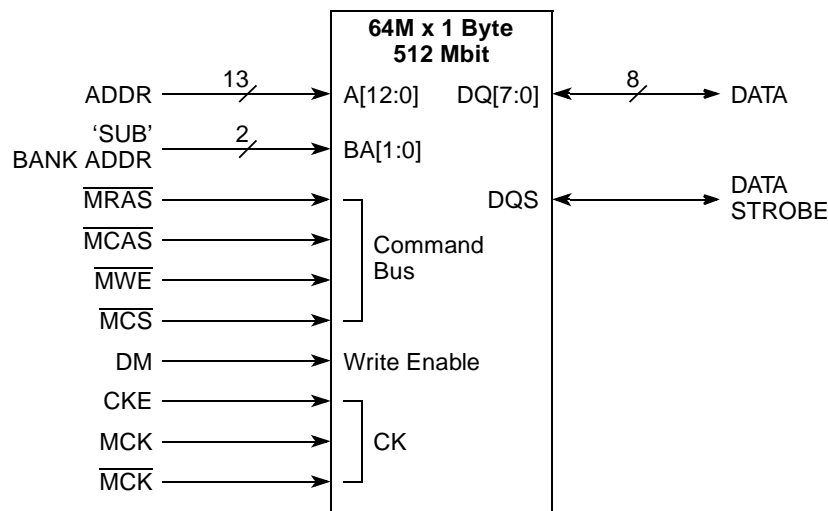 64M x 1 Byte
512 Mbit
ADDR 13 A[12:0] DQ[7:0] 8 DATA
‘SUB’
BANK ADDR 2 BA[1:0]
MRAS DQS DATA
STROBE
MCAS Command
Bus
MWE
MCS
DM Write Enable
CKE
MCK CK
MCK